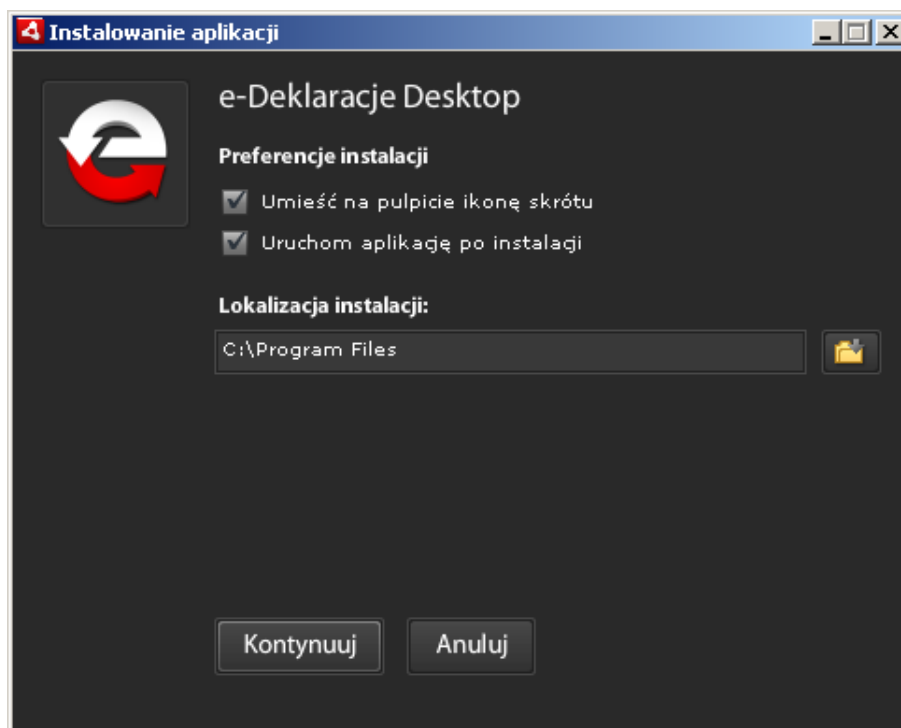 Instalowanie aplikacji
e-Deklaracje Desktop
Preferencje instalacji
Umieść na pulpicie ikonę skrótu
Uruchom aplikację po instalacji
Lokalizacja instalacji:
C:\Program Files
Kontynuuj Anuluj